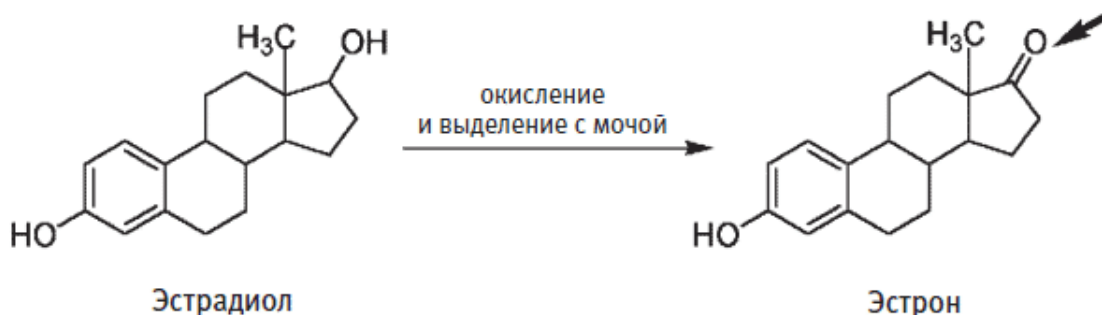 H₃C
OH
HO
Эстрадиол
окисление
и выделение с мочой
H₃C
O
HO
Эстрон